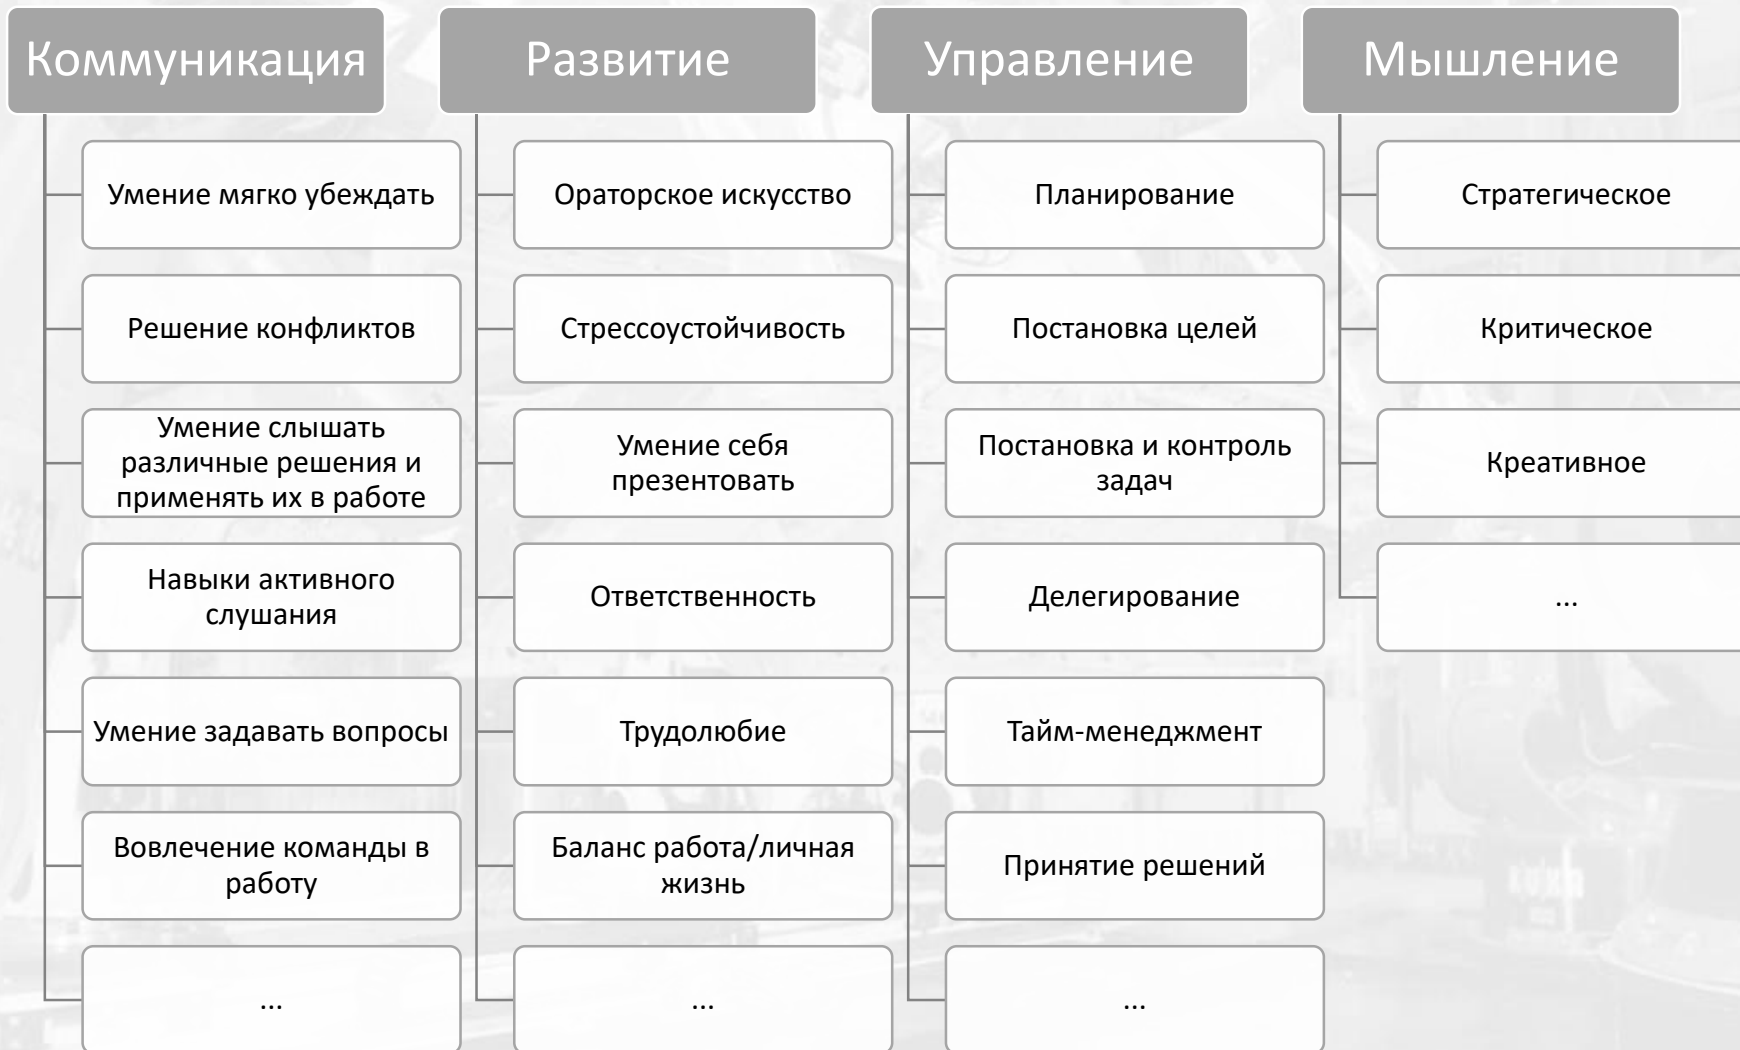 Коммуникация
Умение мягко убеждать
Решение конфликтов
Умение слышать
различные решения и
применять их в работе
Навыки активного
слушания
Умение задавать вопросы
Вовлечение команды в
работу
...
Развитие
Ораторское искусство
Стрессоустойчивость
Умение себя
презентовать
Ответственность
Трудолюбие
Баланс работа/личная
жизнь
...
Управление
Планирование
Постановка целей
Постановка и контроль
задач
Делегирование
Тайм-менеджмент
Принятие решений
...
Мышление
Стратегическое
Критическое
Креативное
...